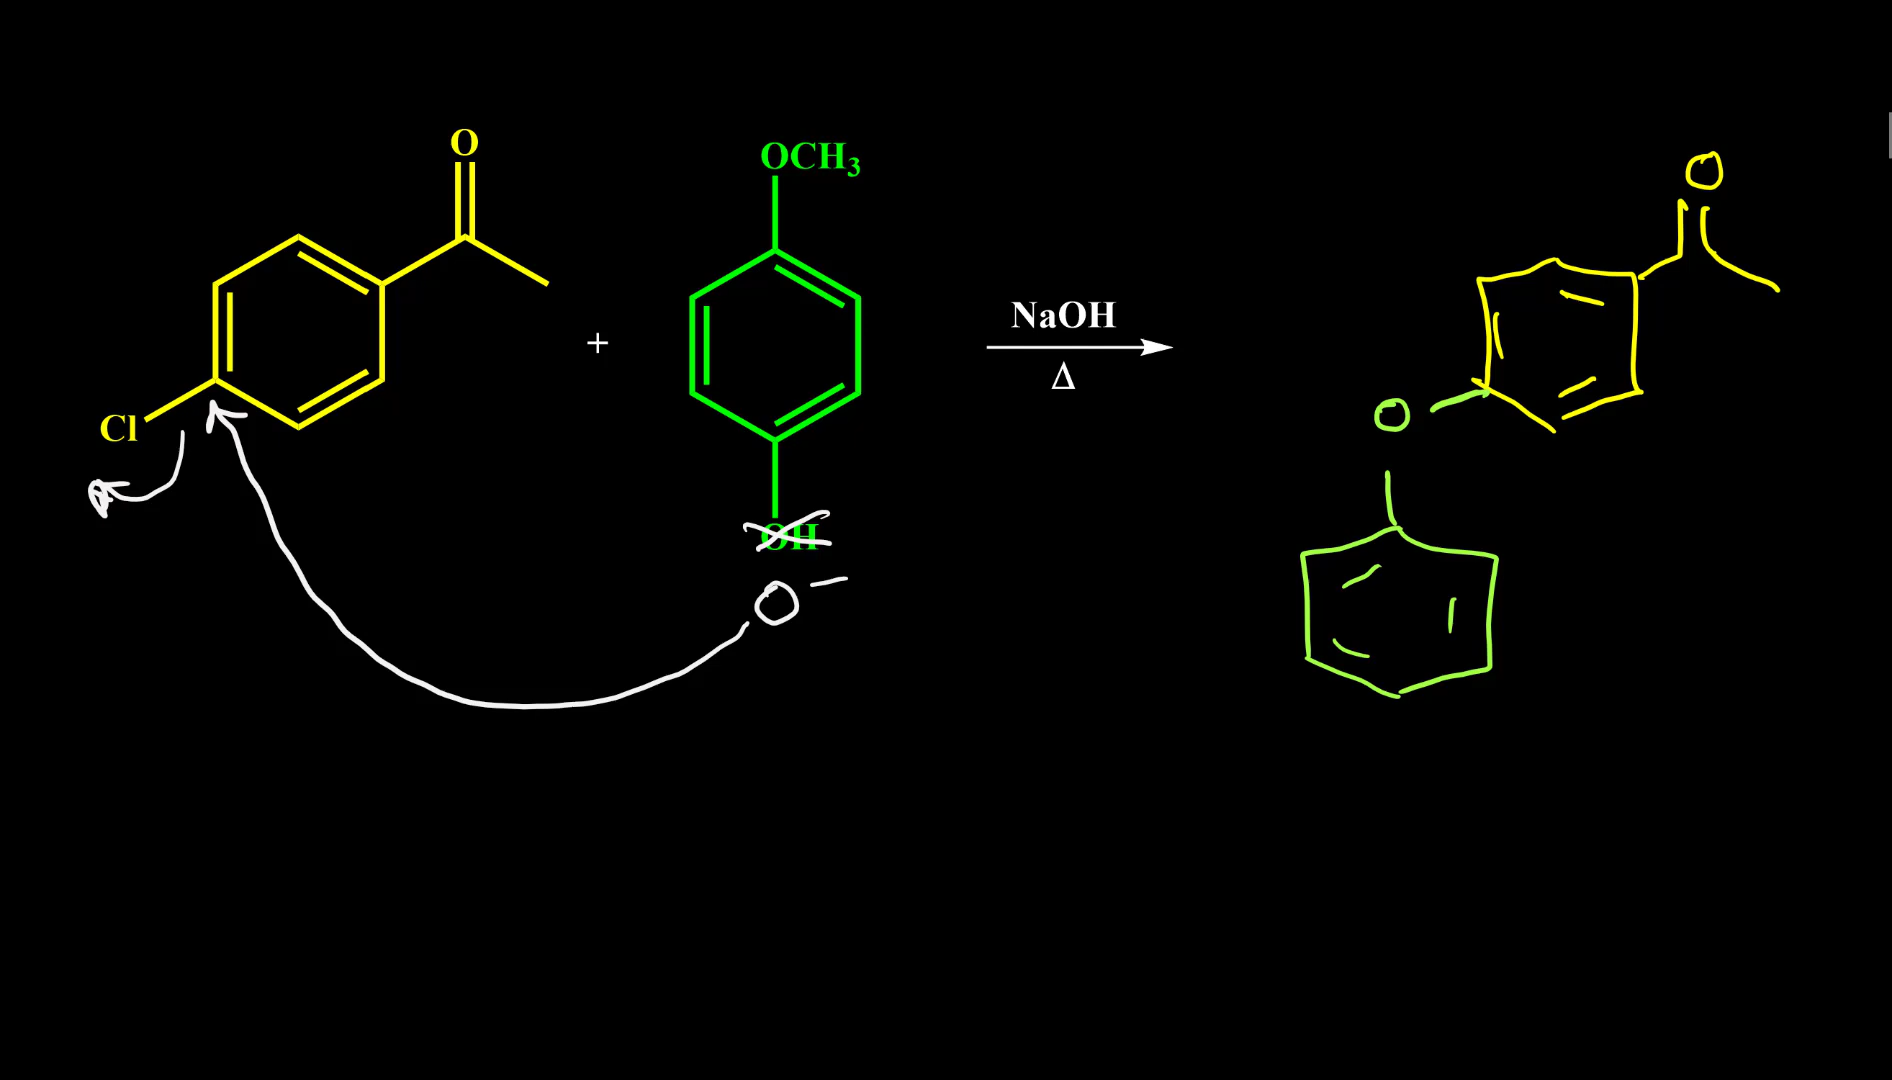 O
OCH₃
O
NaOH
+
Δ
Cl
O
OH
O⁻